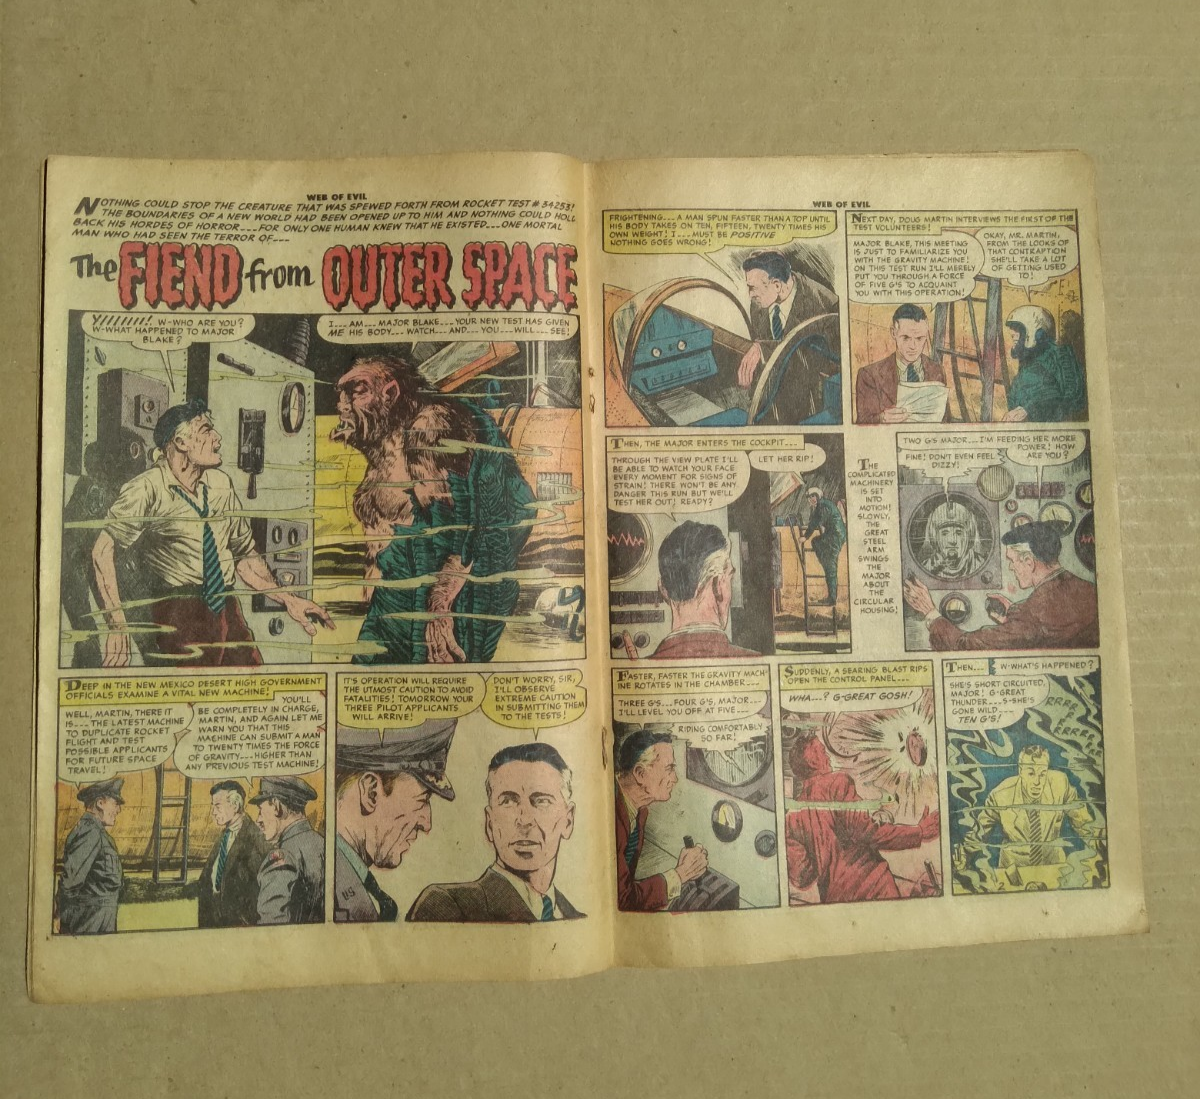 WEB OF EVIL
NOTHING COULD STOP THE CREATURE THAT WAS SPEWED FORTH FROM ROCKET TEST # 54253!
THE BOUNDARIES OF A NEW WORLD HAD BEEN OPENED UP TO HIM AND NOTHING COULD HOLL
BACK HIS HORDES OF HORROR---FOR ONLY ONE HUMAN KNEW THAT HE EXISTED---ONE MORTAL
MAN WHO HAD SEEN THE TERROR OF---
The FIEND from OUTER SPACE
YIIIIIII! W-WHO ARE YOU?
W-WHAT HAPPENED TO MAJOR
BLAKE?
I---AM---MAJOR BLAKE---YOUR NEW TEST HAS GIVEN
ME HIS BODY---WATCH---AND---YOU---WILL---SEE!
DEEP IN THE NEW MEXICO DESERT HIGH GOVERNMENT
OFFICIALS EXAMINE A VITAL NEW MACHINE!
WELL, MARTIN, THERE IT
IS---THE LATEST MACHINE
TO DUPLICATE ROCKET
FLIGHT AND TEST
POSSIBLE APPLICANTS
FOR FUTURE SPACE
TRAVEL!
YOU'LL
BE COMPLETELY IN CHARGE,
MARTIN, AND AGAIN LET ME
WARN YOU THAT THIS
MACHINE CAN SUBMIT A MAN
TO TWENTY TIMES THE FORCE
OF GRAVITY---HIGHER THAN
ANY PREVIOUS TEST MACHINE!
IT'S OPERATION WILL REQUIRE
THE UTMOST CAUTION TO AVOID
FATALITIES! TOMORROW YOUR
THREE PILOT APPLICANTS
WILL ARRIVE!
DON'T WORRY, SIR,
I'LL OBSERVE
EXTREME CAUTION
IN SUBMITTING THEM
TO THE TESTS!
US
WEB OF EVIL
FRIGHTENING---A MAN SPUN FASTER THAN A TOP UNTIL
HIS BODY TAKES ON TEN, FIFTEEN, TWENTY TIMES HIS
OWN WEIGHT! I---MUST BE POSITIVE
NOTHING GOES WRONG!
NEXT DAY, DOUG MARTIN INTERVIEWS THE FIRST OF THE
TEST VOLUNTEERS!
MAJOR BLAKE, THIS MEETING
IS JUST TO FAMILIARIZE YOU
WITH THE GRAVITY MACHINE!
ON THIS TEST RUN I'LL MERELY
PUT YOU THROUGH A FORCE
OF FIVE G'S TO ACQUAINT
YOU WITH THIS OPERATION!
OKAY, MR. MARTIN,
FROM THE LOOKS OF
THAT CONTRAPTION
SHE'LL TAKE A LOT
OF GETTING USED
TO!
THEN, THE MAJOR ENTERS THE COCKPIT---
THROUGH THE VIEW PLATE I'LL
BE ABLE TO WATCH YOUR FACE
EVERY MOMENT FOR SIGNS OF
STRAIN! THERE WON'T BE ANY
DANGER THIS RUN BUT WE'LL
TEST HER OUT! READY?
LET HER RIP!
THE
COMPLICATED
MACHINERY
IS SET
INTO
MOTION!
SLOWLY,
THE
GREAT
STEEL
ARM
SWINGS
THE
MAJOR
ABOUT
THE
CIRCULAR
HOUSING!
TWO G'S MAJOR---I'M FEEDING HER MORE
POWER! HOW
ARE YOU?
FINE! DON'T EVEN FEEL
DIZZY!
FASTER, FASTER THE GRAVITY MACH-
INE ROTATES IN THE CHAMBER---
THREE G'S---FOUR G'S, MAJOR---
I'LL LEVEL YOU OFF AT FIVE---
RIDING COMFORTABLY
SO FAR!
SUDDENLY, A SEARING BLAST RIPS
OPEN THE CONTROL PANEL---
WHA---? G-GREAT GOSH!
THEN---
E W-WHAT'S HAPPENED?
SHE'S SHORT CIRCUITED,
MAJOR! G-GREAT
THUNDER---S-SHE'S
GONE WILD---
TEN G'S!